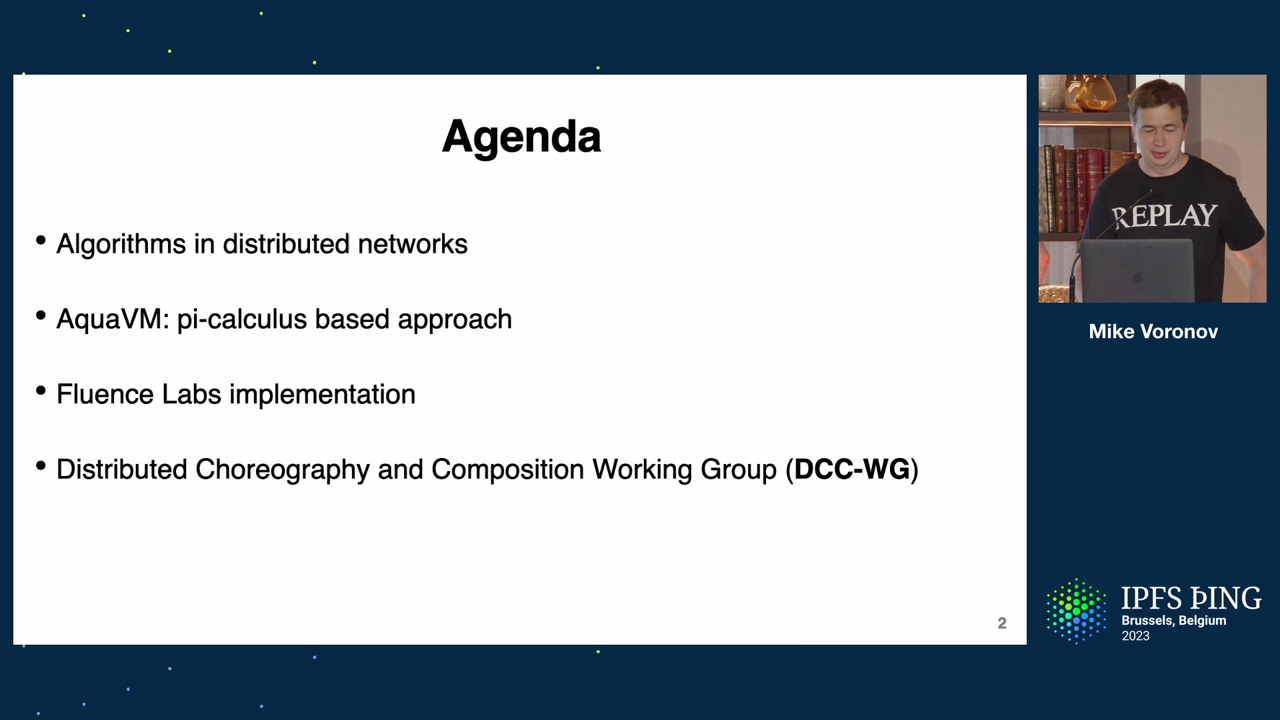 Agenda
• Algorithms in distributed networks
• AquaVM: pi-calculus based approach
• Fluence Labs implementation
• Distributed Choreography and Composition Working Group (DCC-WG)
2
REPLAY
Mike Voronov
IPFS ÞING
Brussels, Belgium
2023